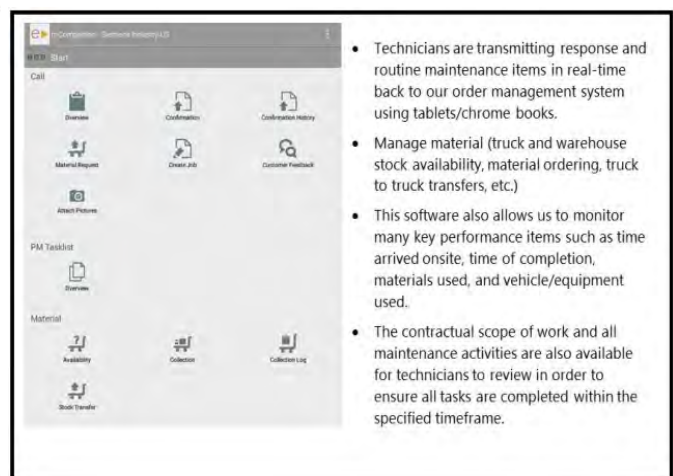 e-Companion - Siemens Industry LSI
Start
Call
Overview
Confirmation
Confirmation History
Material Request
Create Job
Customer Feedback
Attach Pictures
PM Tasklist
Overview
Material
Availability
Collection
Collection Log
Stock Transfer
• Technicians are transmitting response and
routine maintenance items in real-time
back to our order management system
using tablets/chrome books.
• Manage material (truck and warehouse
stock availability, material ordering, truck
to truck transfers, etc.)
• This software also allows us to monitor
many key performance items such as time
arrived onsite, time of completion,
materials used, and vehicle/equipment
used.
• The contractual scope of work and all
maintenance activities are also available
for technicians to review in order to
ensure all tasks are completed within the
specified timeframe.